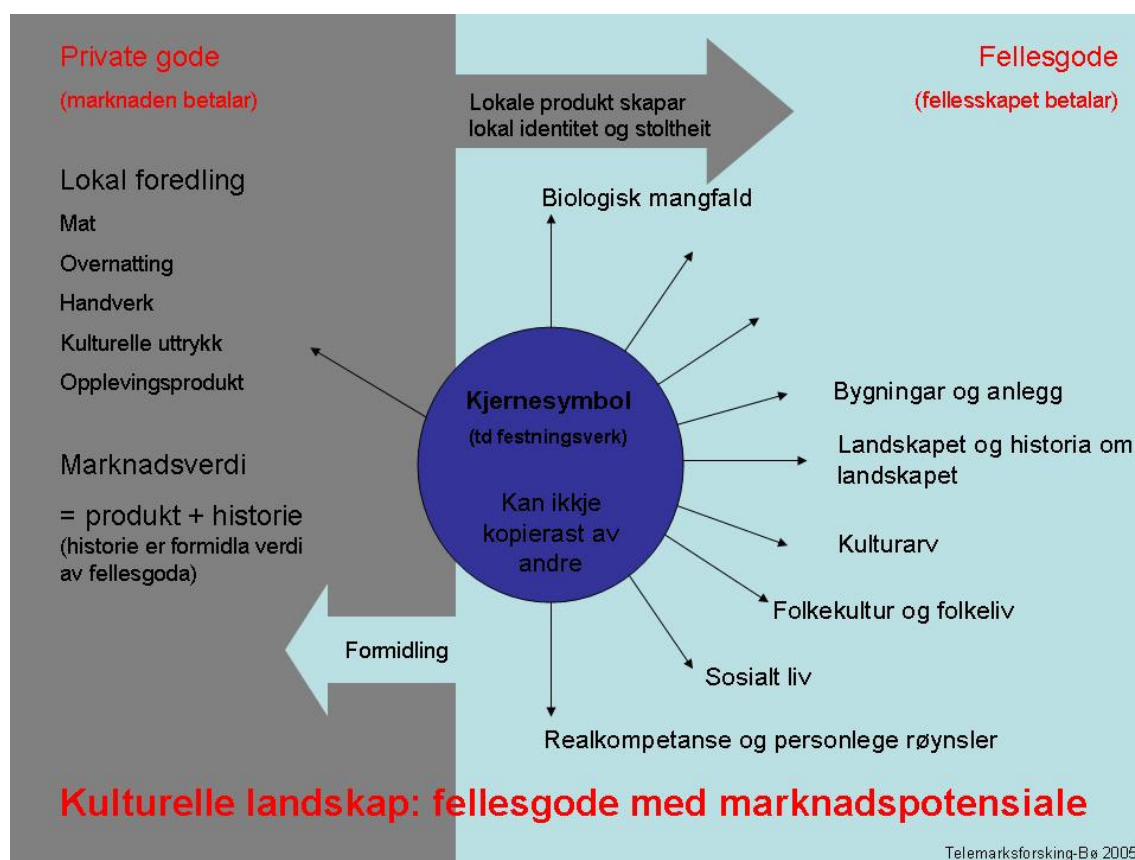 Private gode
(marknaden betalar)
Lokal foredling
Mat
Overnatting
Handverk
Kulturelle uttrykk
Opplevingsprodukt
Marknadsverdi
= produkt + historie
(historie er formidla verdi
av fellesgoda)
Lokale produkt skapar
lokal identitet og stoltheit
Fellesgode
(fellesskapet betalar)
Biologisk mangfald
Kjernesymbol
(td festningsverk)
Kan ikkje
kopierast av
andre
Bygningar og anlegg
Landskapet og historia om
landskapet
Kulturarv
Folkekultur og folkeliv
Sosialt liv
Realkompetanse og personlege røynsler
Formidling
Kulturelle landskap: fellesgode med marknadspotensiale
Telemarksforsking-Bø 2005